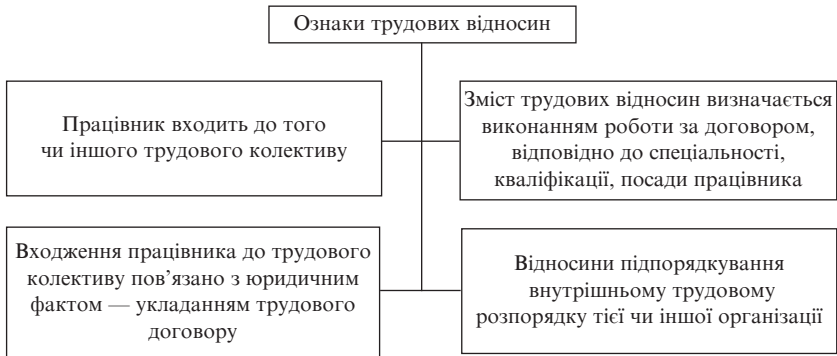 Ознаки трудових відносин
Працівник входить до того
чи іншого трудового колективу
Зміст трудових відносин визначається
виконанням роботи за договором,
відповідно до спеціальності,
кваліфікації, посади працівника
Входження працівника до трудового
колективу пов’язано з юридичним
фактом — укладанням трудового
договору
Відносини підпорядкування
внутрішньому трудовому
розпорядку тієї чи іншої організації